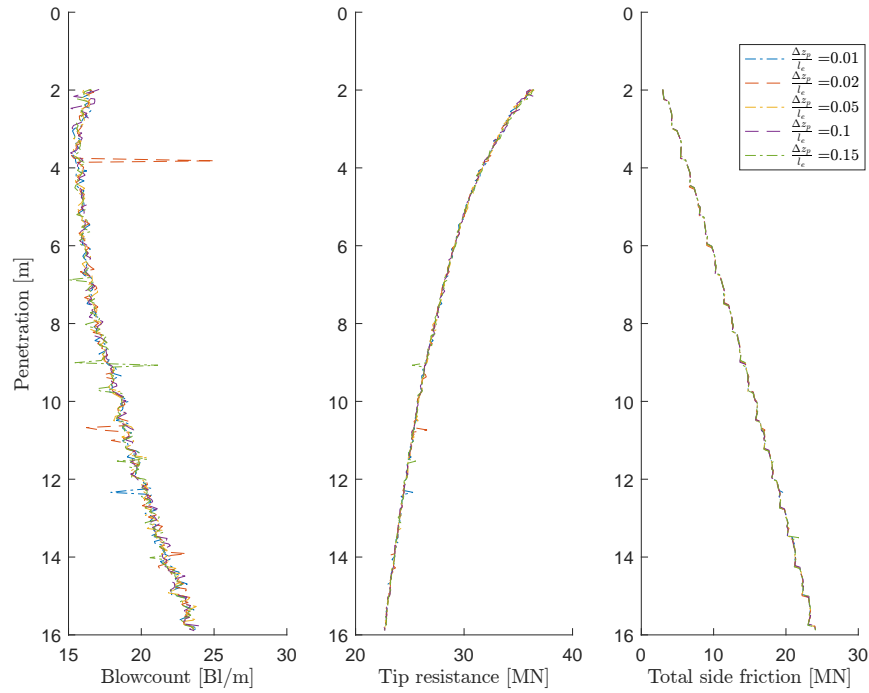 0
2
4
6
8
10
12
14
16
15 20 25 30
Blowcount [Bl/m]
Penetration [m]
0
2
4
6
8
10
12
14
16
20 30 40
Tip resistance [MN]
0
2
4
6
8
10
12
14
16
0 10 20 30
Total side friction [MN]
Δz_p/l_e =0.01
Δz_p/l_e =0.02
Δz_p/l_e =0.05
Δz_p/l_e =0.1
Δz_p/l_e =0.15